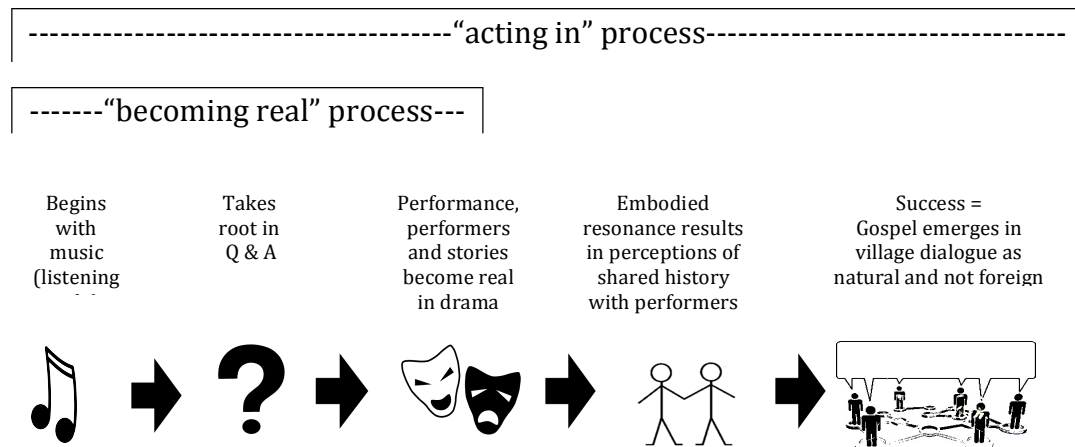 ----------------------------------------"acting in" process----------------------------------
-------"becoming real" process---
Begins
with
music
(listening
Takes
root in
Q & A
Performance,
performers
and stories
become real
in drama
Embodied
resonance results
in perceptions of
shared history
with performers
Success =
Gospel emerges in
village dialogue as
natural and not foreign
?